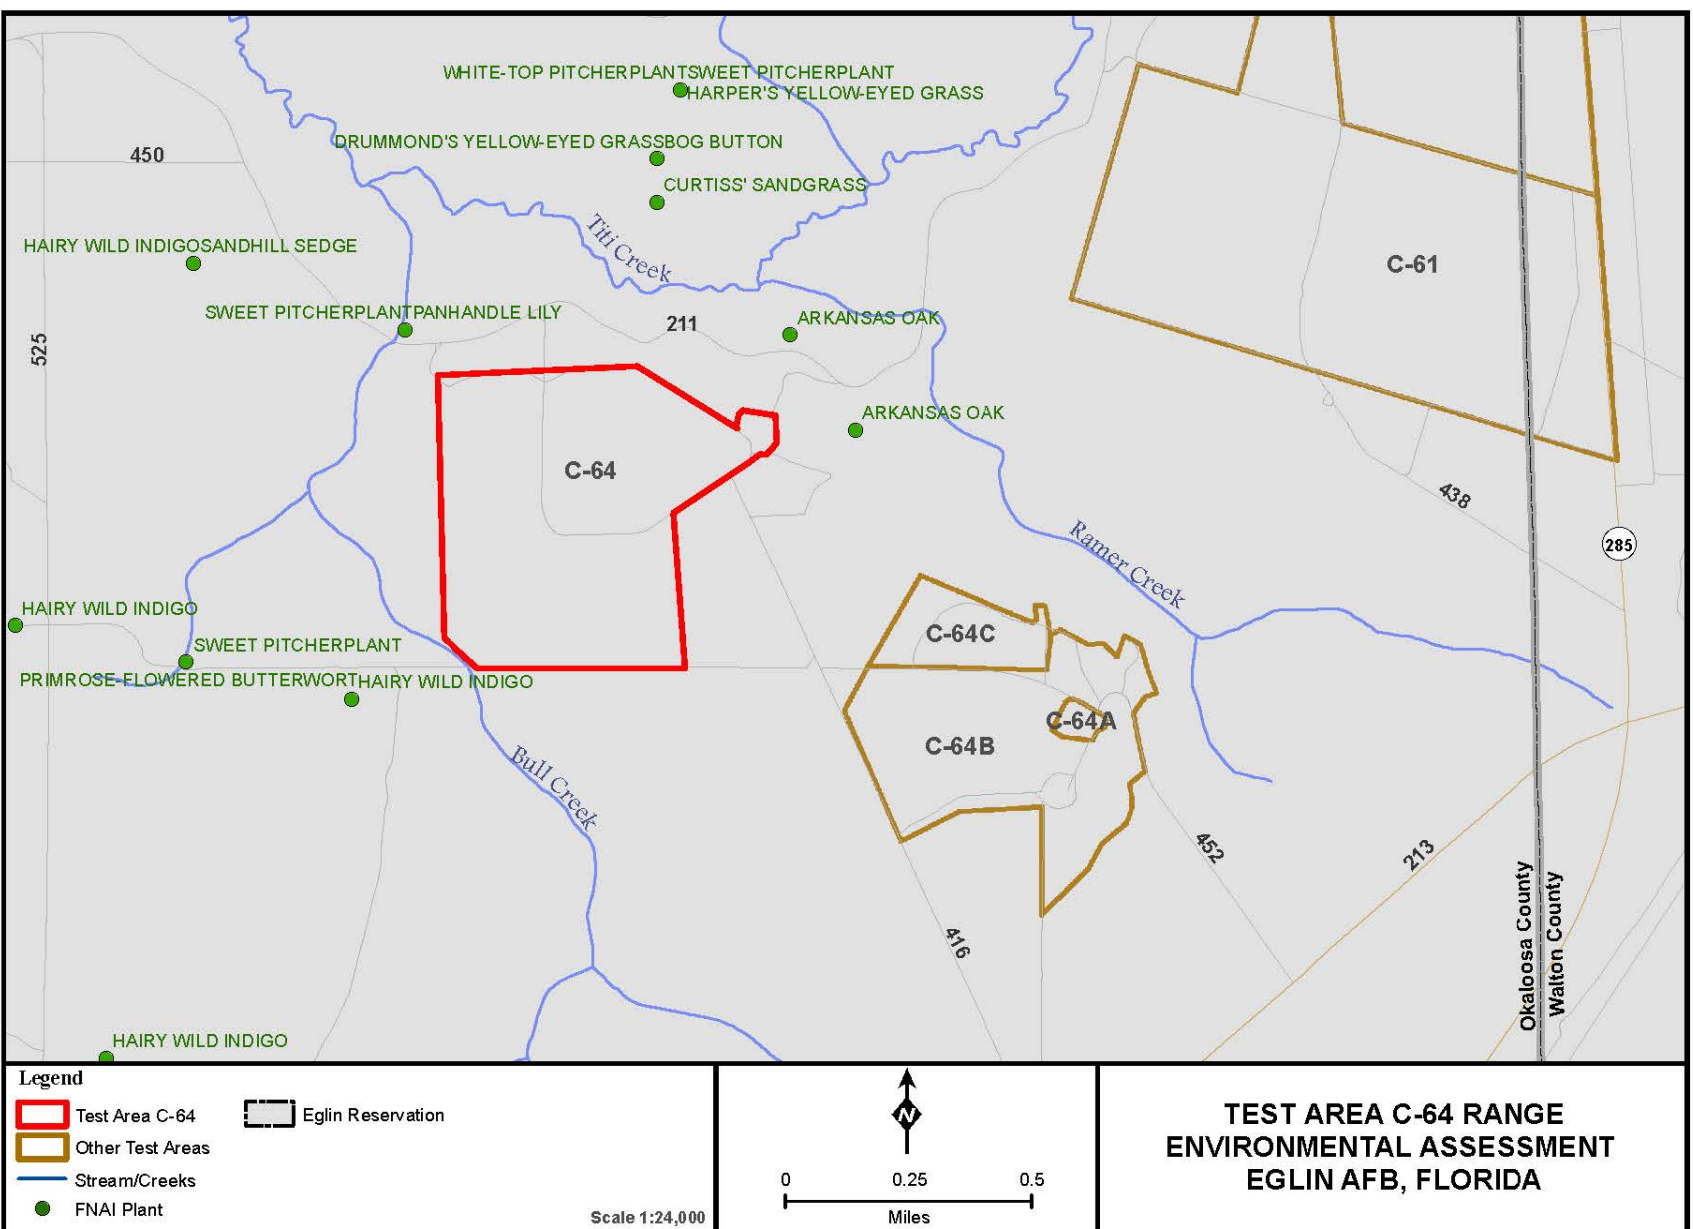 WHITE-TOP PITCHERPLANTSWEET PITCHERPLANT
HARPER'S YELLOW-EYED GRASS
DRUMMOND'S YELLOW-EYED GRASSBOG BUTTON
450
CURTISS' SANDGRASS
Titi Creek
HAIRY WILD INDIGOSANDHILL SEDGE
C-61
SWEET PITCHERPLANTPANHANDLE LILY
211
ARKANSAS OAK
525
ARKANSAS OAK
C-64
438
285
Ramer Creek
HAIRY WILD INDIGO
C-64C
SWEET PITCHERPLANT
PRIMROSE-FLOWERED BUTTERWORTHAIRY WILD INDIGO
C-64A
C-64B
Bull Creek
452
213
416
Okaloosa County
Walton County
HAIRY WILD INDIGO
Legend
Test Area C-64
Eglin Reservation
Other Test Areas
Stream/Creeks
FNAI Plant
Scale 1:24,000
N
0 0.25 0.5
Miles
TEST AREA C-64 RANGE
ENVIRONMENTAL ASSESSMENT
EGLIN AFB, FLORIDA